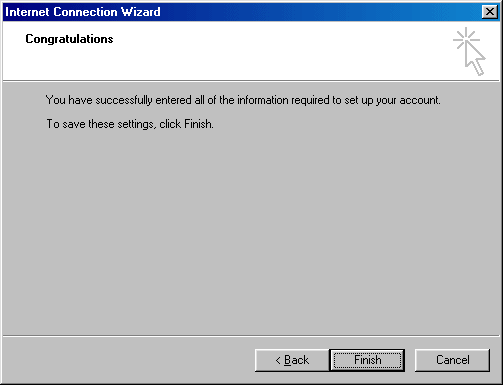 Internet Connection Wizard
Congratulations
You have successfully entered all of the information required to set up your account.
To save these settings, click Finish.
< Back
Finish
Cancel